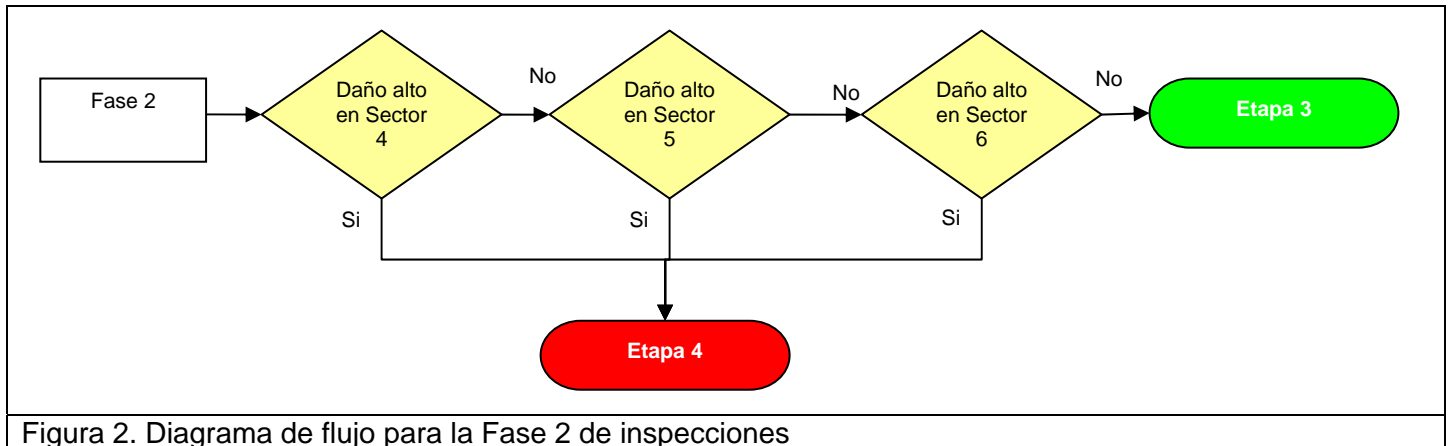 Fase 2
Daño alto
en Sector
4
No
Daño alto
en Sector
5
No
Daño alto
en Sector
6
No
Etapa 3
Si
Si
Si
Etapa 4
Figura 2. Diagrama de flujo para la Fase 2 de inspecciones